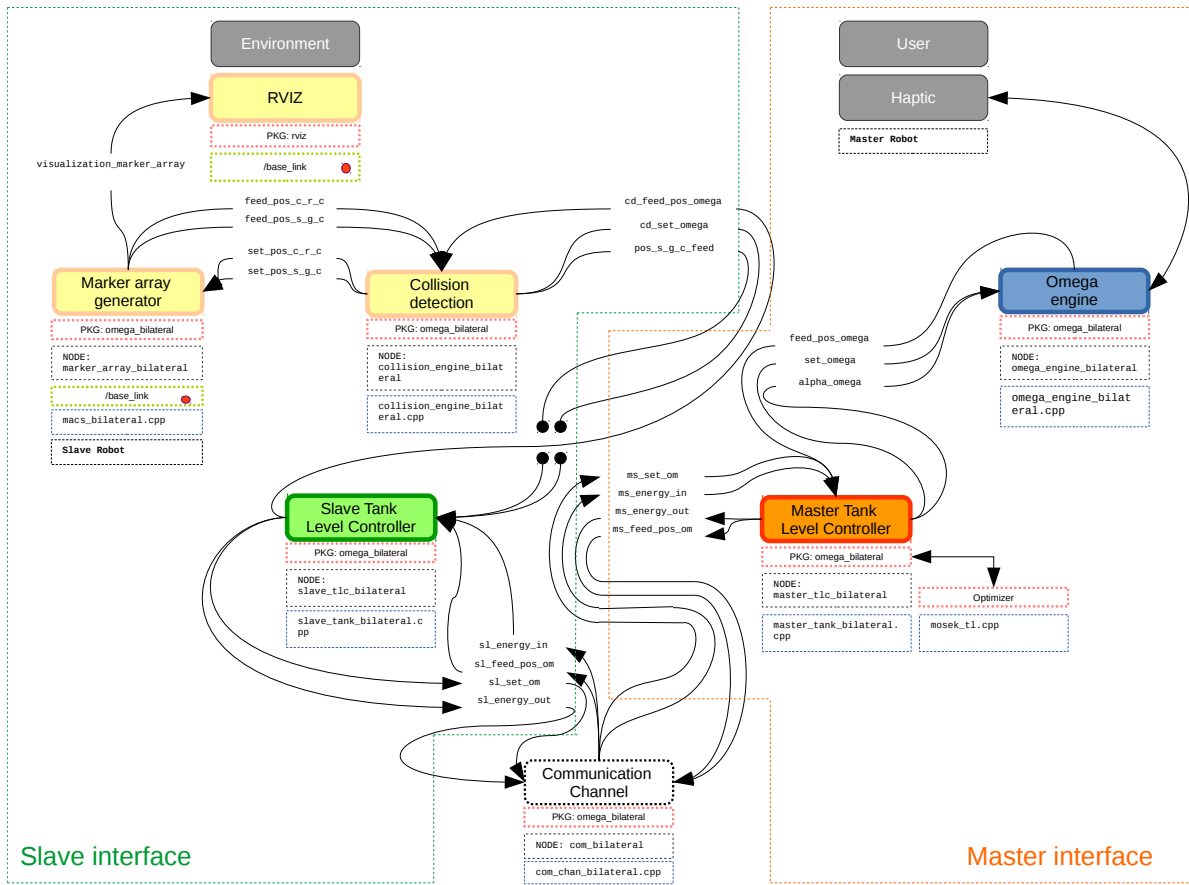 Environment
RVIZ
PKG: rviz
/base_link
visualization_marker_array
feed_pos_c_r_c
feed_pos_s_g_c
set_pos_c_r_c
set_pos_s_g_c
Marker array
generator
PKG: omega_bilateral
NODE:
marker_array_bilateral
/base_link
macs_bilateral.cpp
Slave Robot
Collision
detection
PKG: omega_bilateral
NODE:
collision_engine_bilat
eral
collision_engine_bilat
eral.cpp
cd_feed_pos_omega
cd_set_omega
pos_s_g_c_feed
User
Haptic
Master Robot
Omega
engine
PKG: omega_bilateral
NODE:
omega_engine_bilateral
omega_engine_bilat
eral.cpp
feed_pos_omega
set_omega
alpha_omega
Slave Tank
Level Controller
PKG: omega_bilateral
NODE:
slave_tlc_bilateral
slave_tank_bilateral.c
pp
ms_set_om
ms_energy_in
ms_energy_out
ms_feed_pos_om
Master Tank
Level Controller
PKG: omega_bilateral
NODE:
master_tlc_bilateral
master_tank_bilateral.
cpp
Optimizer
mosek_tl.cpp
sl_energy_in
sl_feed_pos_om
sl_set_om
sl_energy_out
Communication
Channel
PKG: omega_bilateral
NODE: com_bilateral
com_chan_bilateral.cpp
Slave interface
Master interface